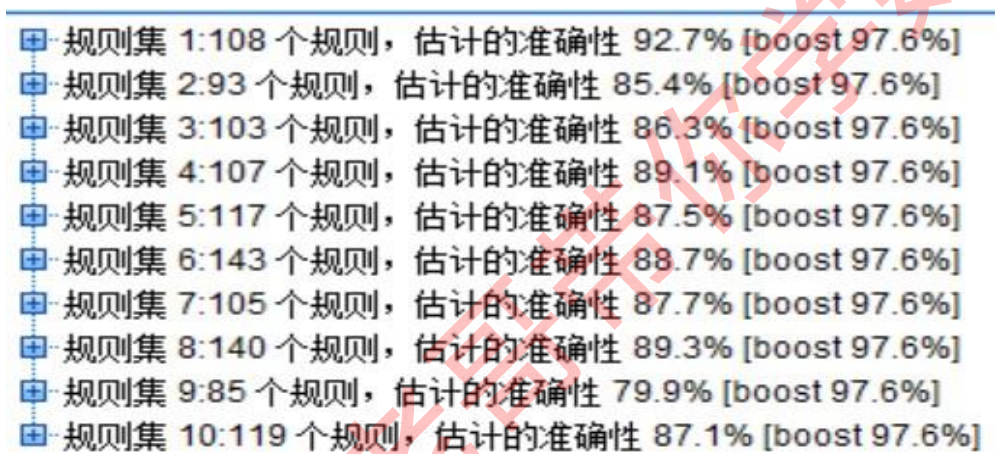 规则集 1:108 个规则，估计的准确性 92.7% [boost 97.6%]
规则集 2:93 个规则，估计的准确性 85.4% [boost 97.6%]
规则集 3:103 个规则，估计的准确性 86.3% [boost 97.6%]
规则集 4:107 个规则，估计的准确性 89.1% [boost 97.6%]
规则集 5:117 个规则，估计的准确性 87.5% [boost 97.6%]
规则集 6:143 个规则，估计的准确性 88.7% [boost 97.6%]
规则集 7:105 个规则，估计的准确性 87.7% [boost 97.6%]
规则集 8:140 个规则，估计的准确性 89.3% [boost 97.6%]
规则集 9:85 个规则，估计的准确性 79.9% [boost 97.6%]
规则集 10:119 个规则，估计的准确性 87.1% [boost 97.6%]
哥带你学